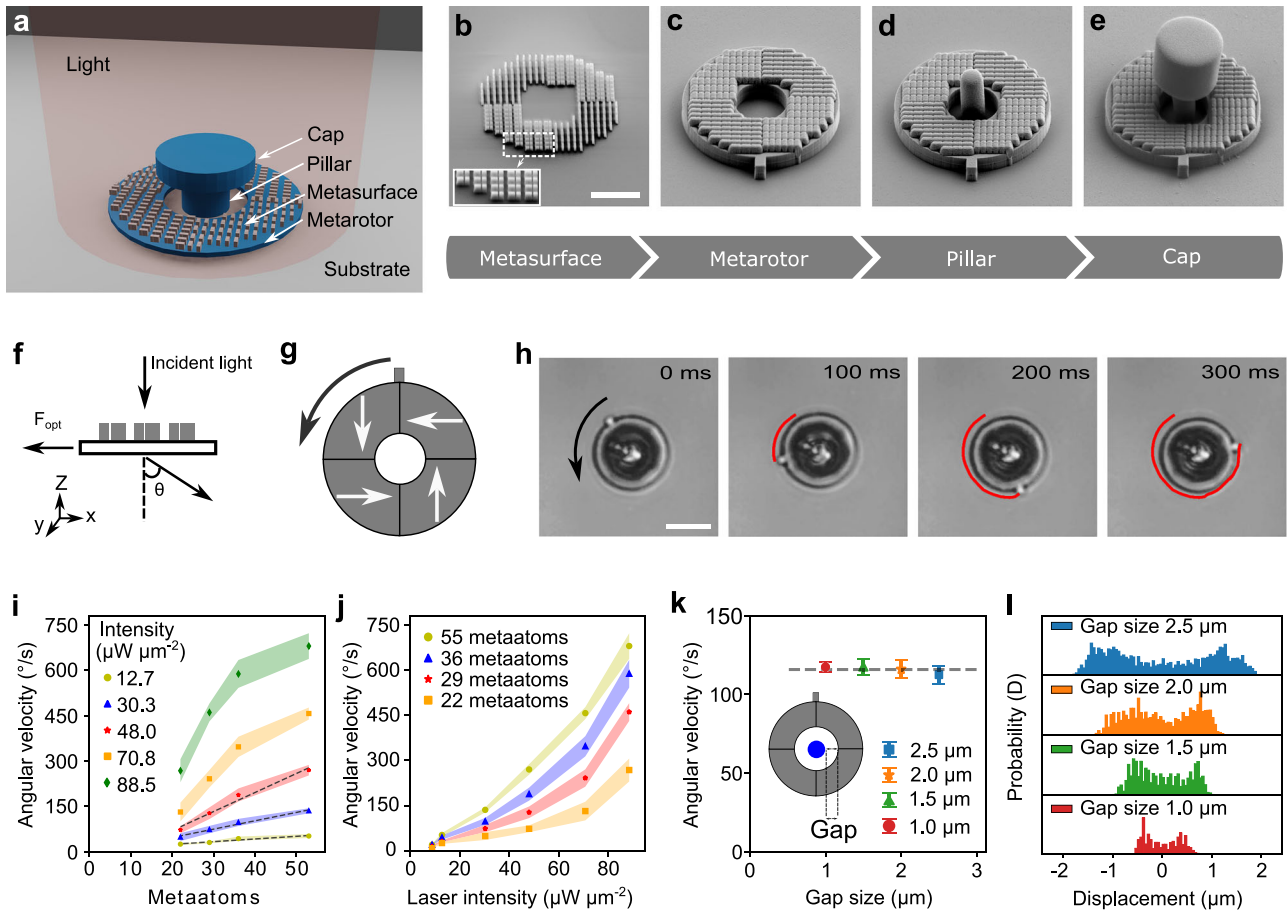 a
Light
Cap
Pillar
Metasurface
Metarotor
Substrate
b
c
d
e
Metasurface
Metarotor
Pillar
Cap
f
Incident light
Fopt
θ
Z
y
x
g
h
0 ms
100 ms
200 ms
300 ms
i
Angular velocity (°/s)
750
600
450
300
150
0
Intensity
(µW µm⁻²)
12.7
30.3
48.0
70.8
88.5
0 10 20 30 40 50
Metaatoms
j
Angular velocity (°/s)
750
600
450
300
150
0
55 metaatoms
36 metaatoms
29 metaatoms
22 metaatoms
0 20 40 60 80
Laser intensity (µW µm⁻²)
k
Angular velocity (°/s)
150
100
50
0
Gap
2.5 µm
2.0 µm
1.5 µm
1.0 µm
0 1 2 3
Gap size (µm)
l
Probability (D)
Gap size 2.5 µm
Gap size 2.0 µm
Gap size 1.5 µm
Gap size 1.0 µm
−2 −1 0 1 2
Displacement (µm)